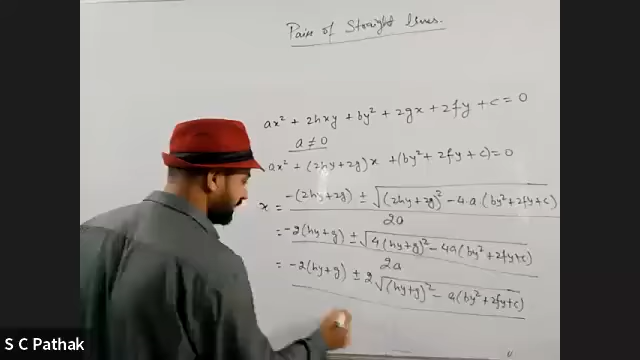 Pair of Straight lines.
ax² + 2hxy + by² + 2gx + 2fy + c = 0
a ≠ 0
ax² + (2hy + 2g) x + (by² + 2fy + c) = 0
x = -(2hy+2g) ± √(2hy+2g)² - 4.a.(by²+2fy+c)
2a
= -2(hy+g) ± √4(hy+g)² - 4a(by²+2fy+c)
2a
= -2(hy+g) ± 2√(hy+g)² - a(by²+2fy+c)
S C Pathak